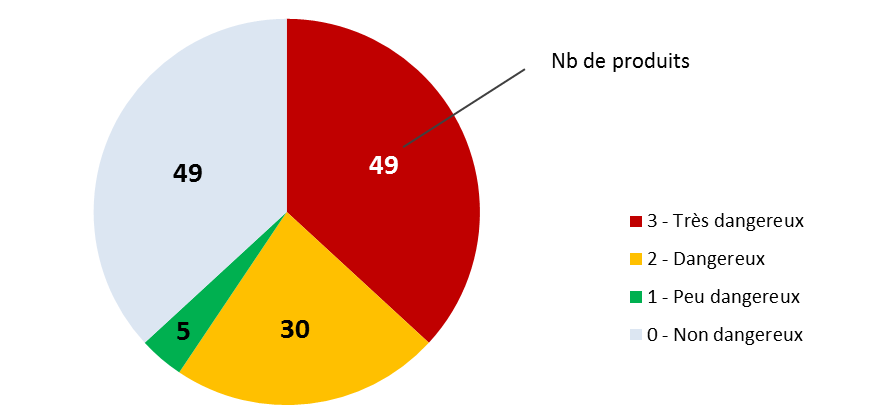 Nb de produits
49
49
30
5
3 - Très dangereux
2 - Dangereux
1 - Peu dangereux
0 - Non dangereux